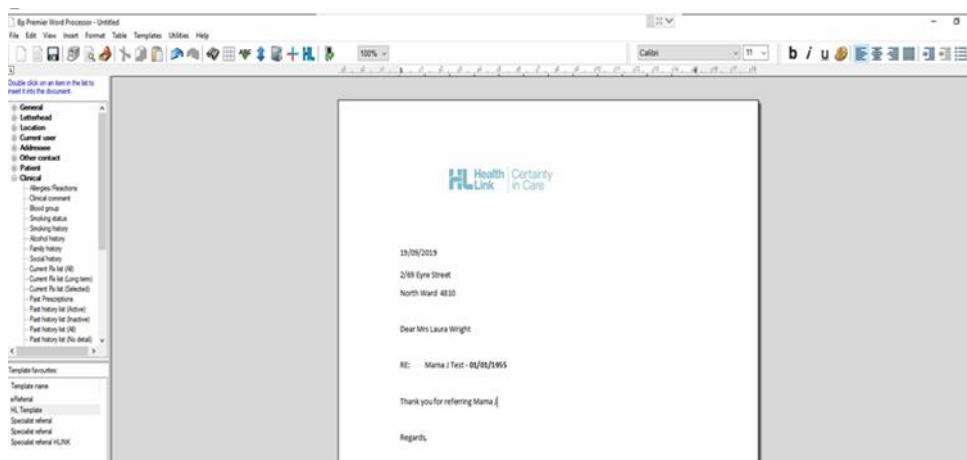 Bp Premier Word Processor - Untitled
File Edit View Insert Format Table Templates Utilities Help
HL
100%
Calibri
11
b i u
Double click on an item in the list to
insert it into the document.
General
Letterhead
Location
Current user
Addressee
Other contact
Patient
Clinical
Allergies/Reactions
Clinical comment
Blood group
Smoking status
Smoking history
Alcohol history
Family history
Social history
Current Rx list (All)
Current Rx list (Long term)
Current Rx list (Selected)
Past Prescriptions
Past history list (Active)
Past history list (Inactive)
Past history list (All)
Past history list (No detail)
Template favourites:
Template name
eReferral
HL Template
Specialist referral
Specialist referral
Specialist referral HLINK
HL Health Link Certainty in Care
19/09/2019
2/69 Eyre Street
North Ward 4810
Dear Mrs Laura Wright
RE: Mama J Test - 01/01/1955
Thank you for referring Mama J
Regards,